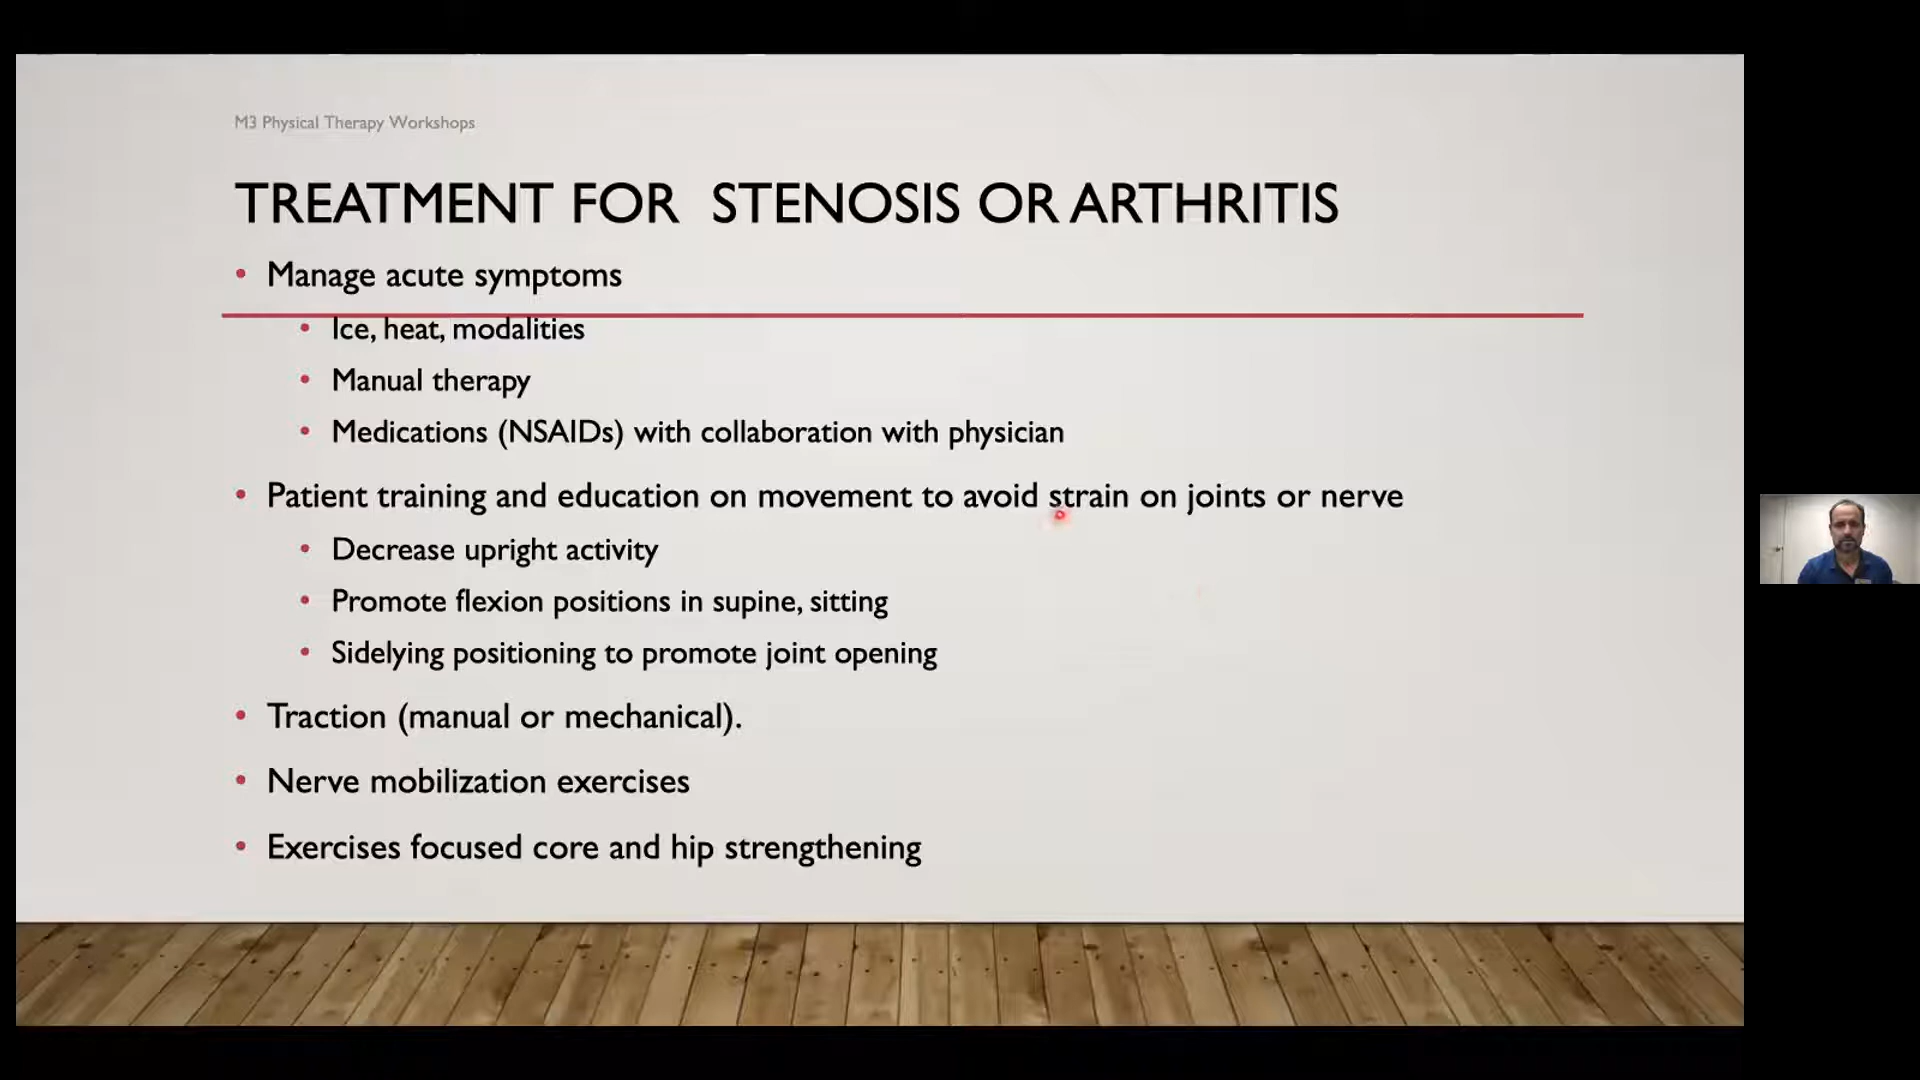 M3 Physical Therapy Workshops
TREATMENT FOR STENOSIS OR ARTHRITIS
• Manage acute symptoms
• Ice, heat, modalities
• Manual therapy
• Medications (NSAIDs) with collaboration with physician
• Patient training and education on movement to avoid strain on joints or nerve
• Decrease upright activity
• Promote flexion positions in supine, sitting
• Sidelying positioning to promote joint opening
• Traction (manual or mechanical).
• Nerve mobilization exercises
• Exercises focused core and hip strengthening